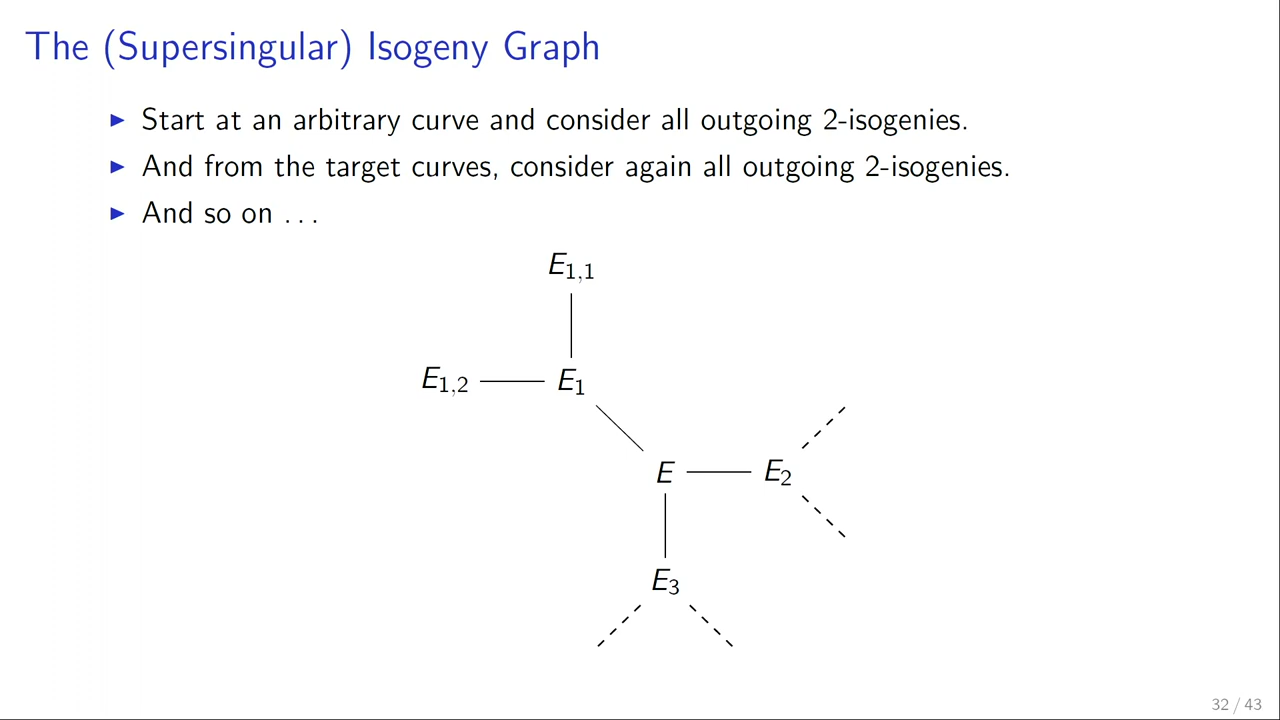 The (Supersingular) Isogeny Graph
▶ Start at an arbitrary curve and consider all outgoing 2-isogenies.
▶ And from the target curves, consider again all outgoing 2-isogenies.
▶ And so on . . .
E1,1
E1,2
E1
E
E2
E3
32 / 43